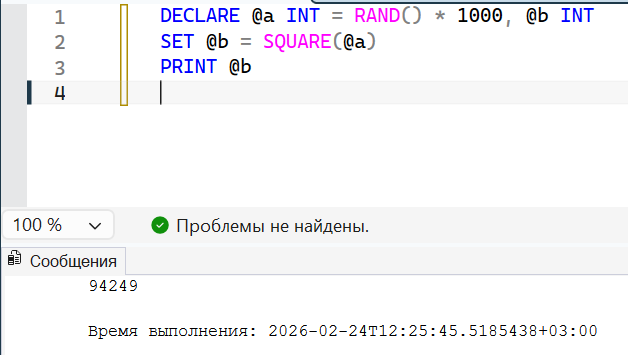 1 DECLARE @a INT = RAND() * 1000, @b INT
2 SET @b = SQUARE(@a)
3 PRINT @b
4
100 % Проблемы не найдены.
Сообщения
94249
Время выполнения: 2026-02-24T12:25:45.5185438+03:00